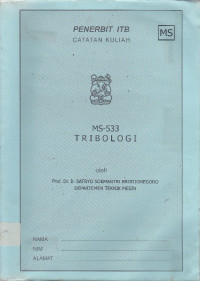 PENERBIT ITB
CATATAN KULIAH
MS
MS-533
TRIBOLOGI
oleh
Prof. Dr. Ir. SATRYO SOEMANTRI BRODJONEGORO
DEPARTEMEN TEKNIK MESIN
NAMA
NIM
ALAMAT